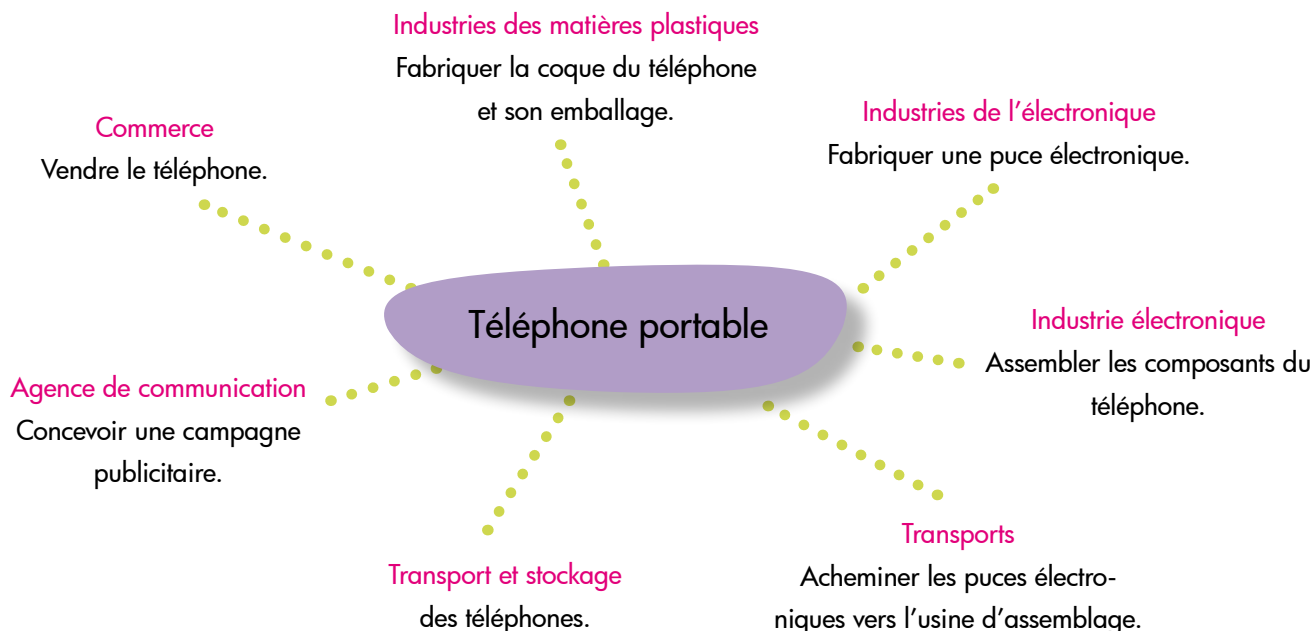 Industries des matières plastiques
Fabriquer la coque du téléphone
et son emballage.
Commerce
Vendre le téléphone.
Industries de l'électronique
Fabriquer une puce électronique.
Téléphone portable
Industrie électronique
Assembler les composants du
téléphone.
Agence de communication
Concevoir une campagne
publicitaire.
Transport et stockage
des téléphones.
Transports
Acheminer les puces électro-
niques vers l'usine d'assemblage.